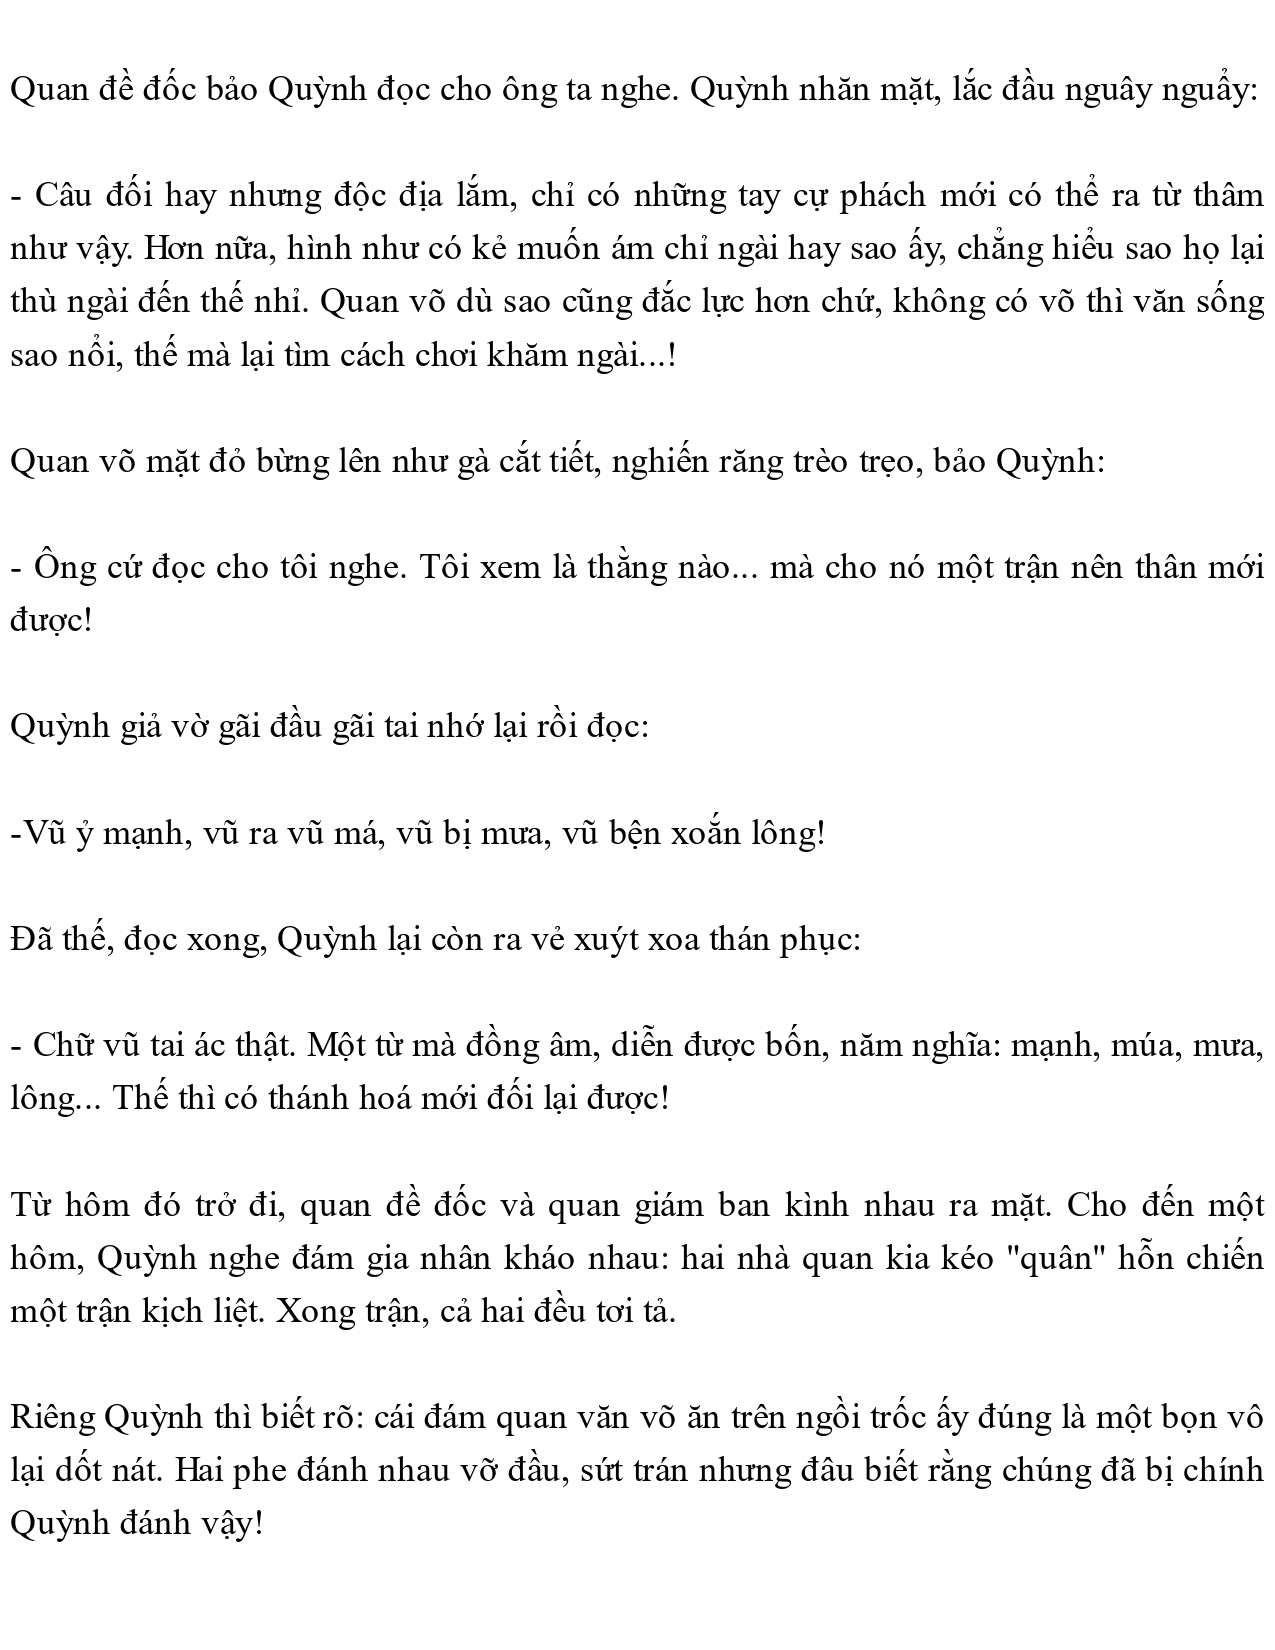 Quan đề đốc bảo Quỳnh đọc cho ông ta nghe. Quỳnh nhăn mặt, lắc đầu nguây nguẩy:
- Câu đối hay nhưng độc địa lắm, chỉ có những tay cự phách mới có thể ra từ thâm
như vậy. Hơn nữa, hình như có kẻ muốn ám chỉ ngài hay sao ấy, chẳng hiểu sao họ lại
thù ngài đến thế nhỉ. Quan võ dù sao cũng đắc lực hơn chứ, không có võ thì văn sống
sao nổi, thế mà lại tìm cách chơi khăm ngài...!
Quan võ mặt đỏ bừng lên như gà cắt tiết, nghiến răng trèo trẹo, bảo Quỳnh:
- Ông cứ đọc cho tôi nghe. Tôi xem là thằng nào... mà cho nó một trận nên thân mới
được!
Quỳnh giả vờ gãi đầu gãi tai nhớ lại rồi đọc:
-Vũ ỷ mạnh, vũ ra vũ má, vũ bị mưa, vũ bện xoắn lông!
Đã thế, đọc xong, Quỳnh lại còn ra vẻ xuýt xoa thán phục:
- Chữ vũ tai ác thật. Một từ mà đồng âm, diễn được bốn, năm nghĩa: mạnh, múa, mưa,
lông... Thế thì có thánh hoá mới đối lại được!
Từ hôm đó trở đi, quan đề đốc và quan giám ban kình nhau ra mặt. Cho đến một
hôm, Quỳnh nghe đám gia nhân kháo nhau: hai nhà quan kia kéo "quân" hỗn chiến
một trận kịch liệt. Xong trận, cả hai đều tơi tả.
Riêng Quỳnh thì biết rõ: cái đám quan văn võ ăn trên ngồi trốc ấy đúng là một bọn vô
lại dốt nát. Hai phe đánh nhau vỡ đầu, sứt trán nhưng đâu biết rằng chúng đã bị chính
Quỳnh đánh vậy!